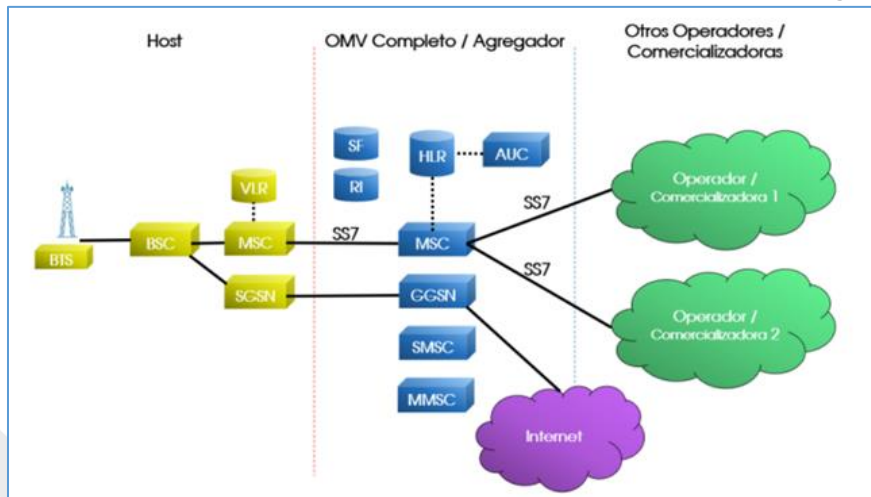 Host
OMV Completo / Agregador
Otros Operadores /
Comercializadoras
SF
RI
HLR
AUC
VLR
BTS
BSC
MSC
SS7
MSC
SS7
SS7
SGSN
GGSN
SMSC
MMSC
Operador /
Comercializadora 1
Operador /
Comercializadora 2
Internet